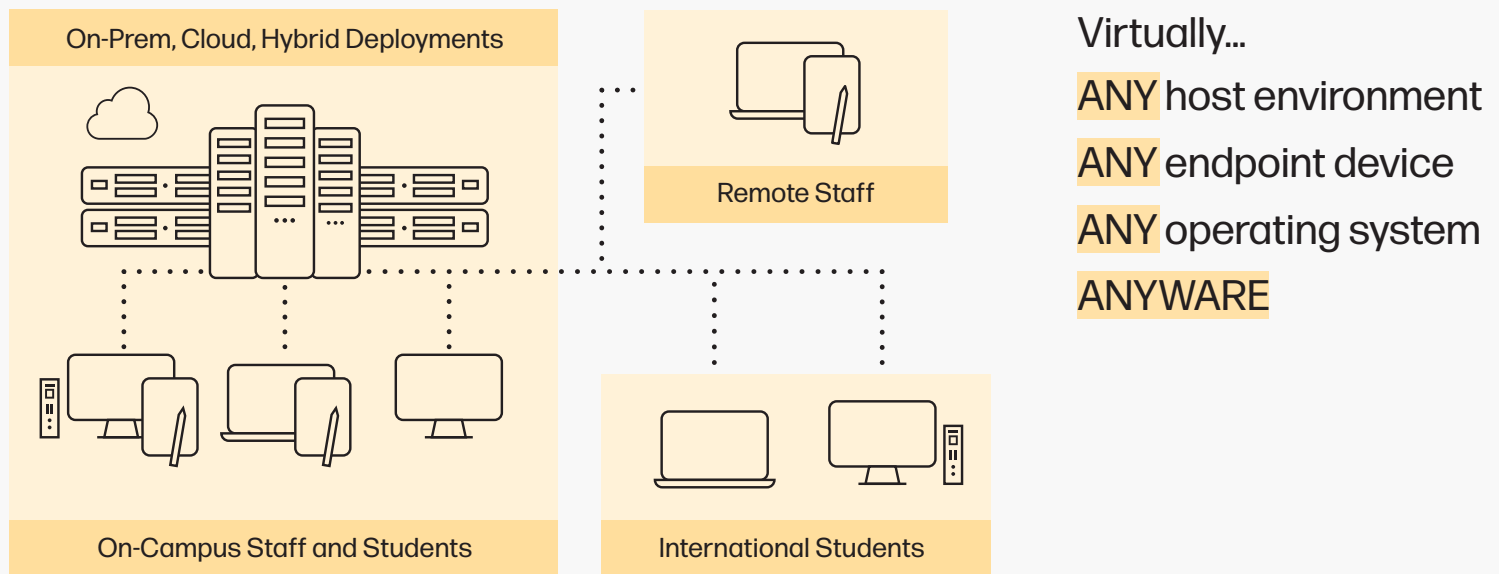 On-Prem, Cloud, Hybrid Deployments
On-Campus Staff and Students
Remote Staff
International Students
Virtually...
ANY host environment
ANY endpoint device
ANY operating system
ANYWARE